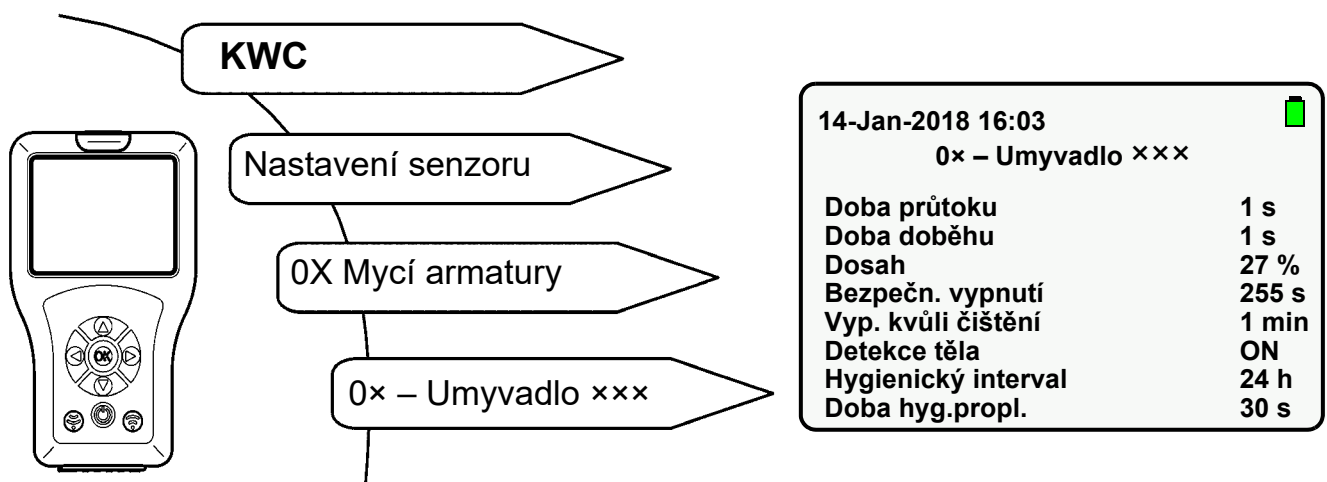 KWC
Nastavení senzoru
0X Mycí armatury
0× – Umyvadlo ×××
OK
14-Jan-2018 16:03
0× – Umyvadlo ×××
Doba průtoku 1 s
Doba doběhu 1 s
Dosah 27 %
Bezpečn. vypnutí 255 s
Vyp. kvůli čištění 1 min
Detekce těla ON
Hygienický interval 24 h
Doba hyg.propl. 30 s